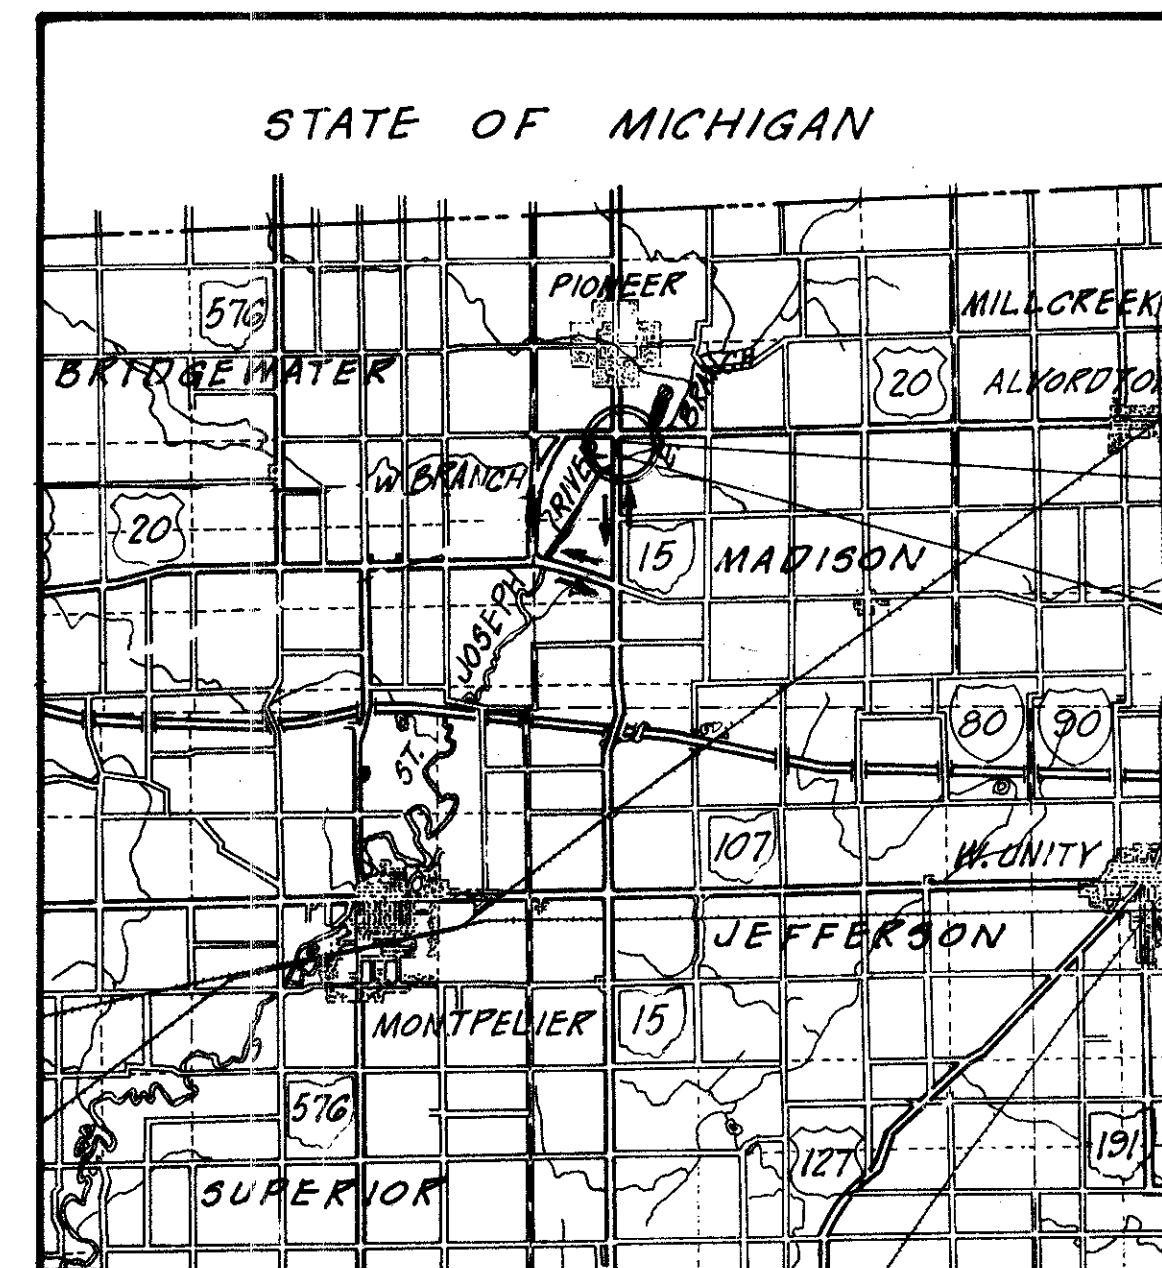 STATE OF MICHIGAN
PIONEER
576
MILLCREEK
BRIDGEWATER
BRANCH
20
ALVORDTO
W BRANCH
RIVER
E
20
15
MADISON
JOSEPH
80
90
ST.
107
W. UNITY
JEFFERSON
MONTPELIER
15
576
127
191
SUPERIOR